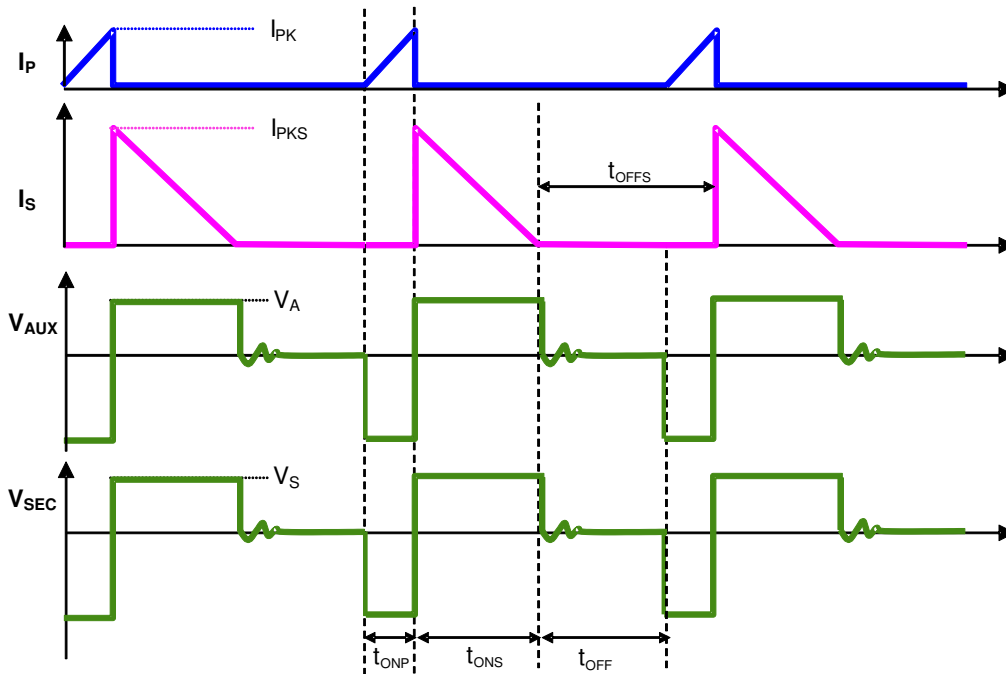 I_PK
I_P
I_PKS
t_OFFS
I_S
V_A
V_AUX
V_S
V_SEC
t_ONP
t_ONS
t_OFF